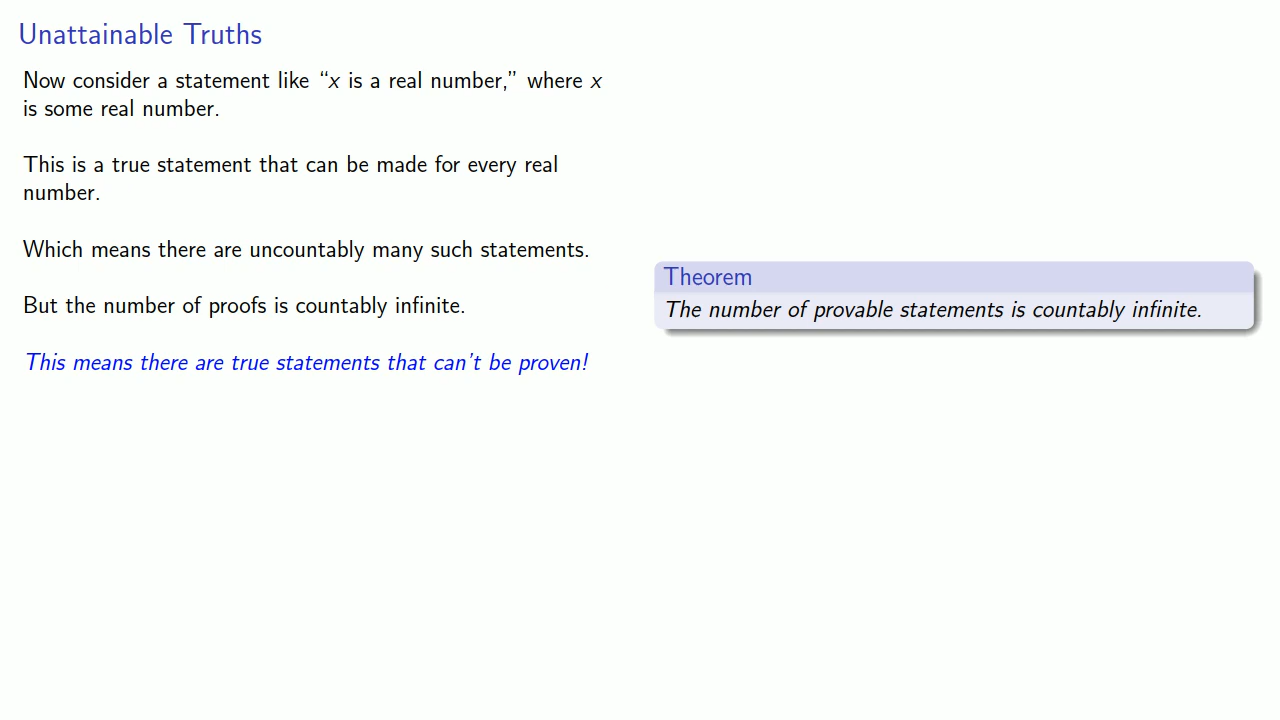 Unattainable Truths
Now consider a statement like “x is a real number,” where x
is some real number.
This is a true statement that can be made for every real
number.
Which means there are uncountably many such statements.
But the number of proofs is countably infinite.
This means there are true statements that can't be proven!
Theorem
The number of provable statements is countably infinite.